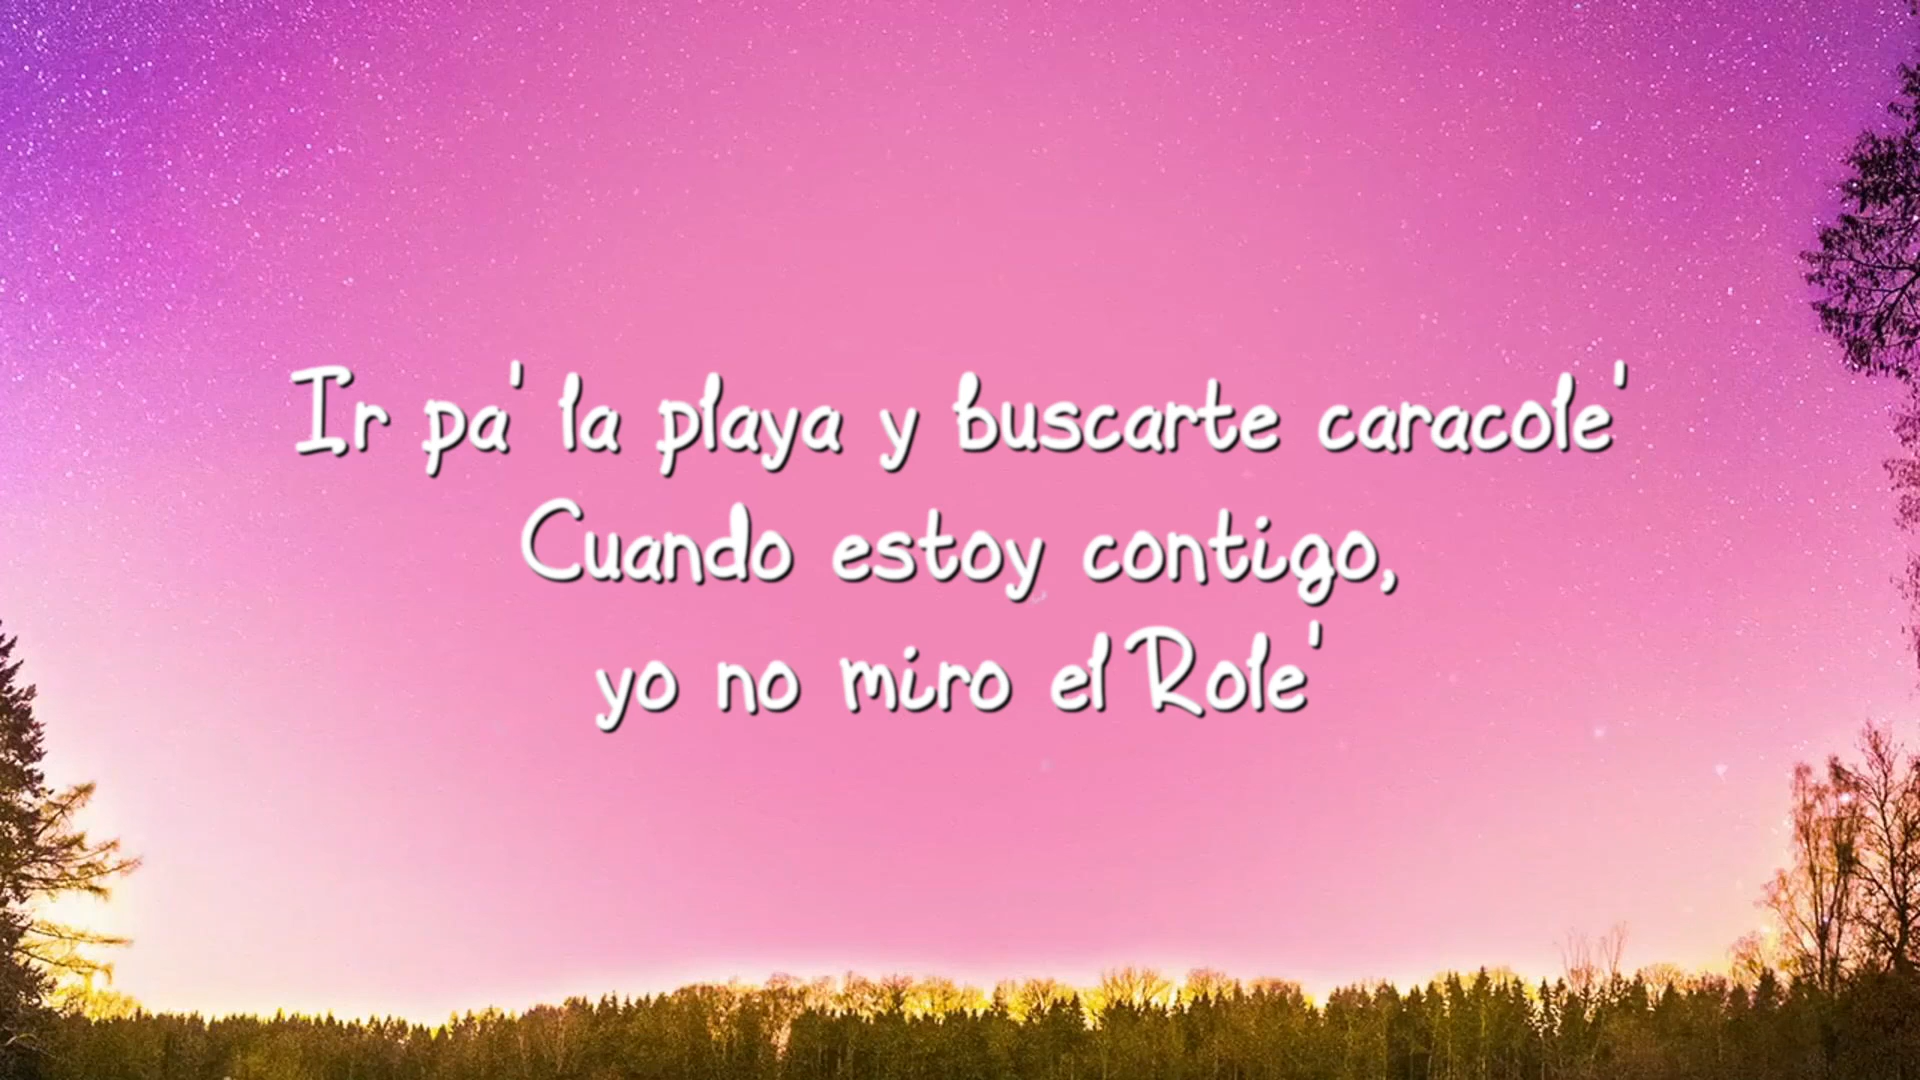 Ir pa' la playa y buscarte caracole'
Cuando estoy contigo,
yo no miro el Role'